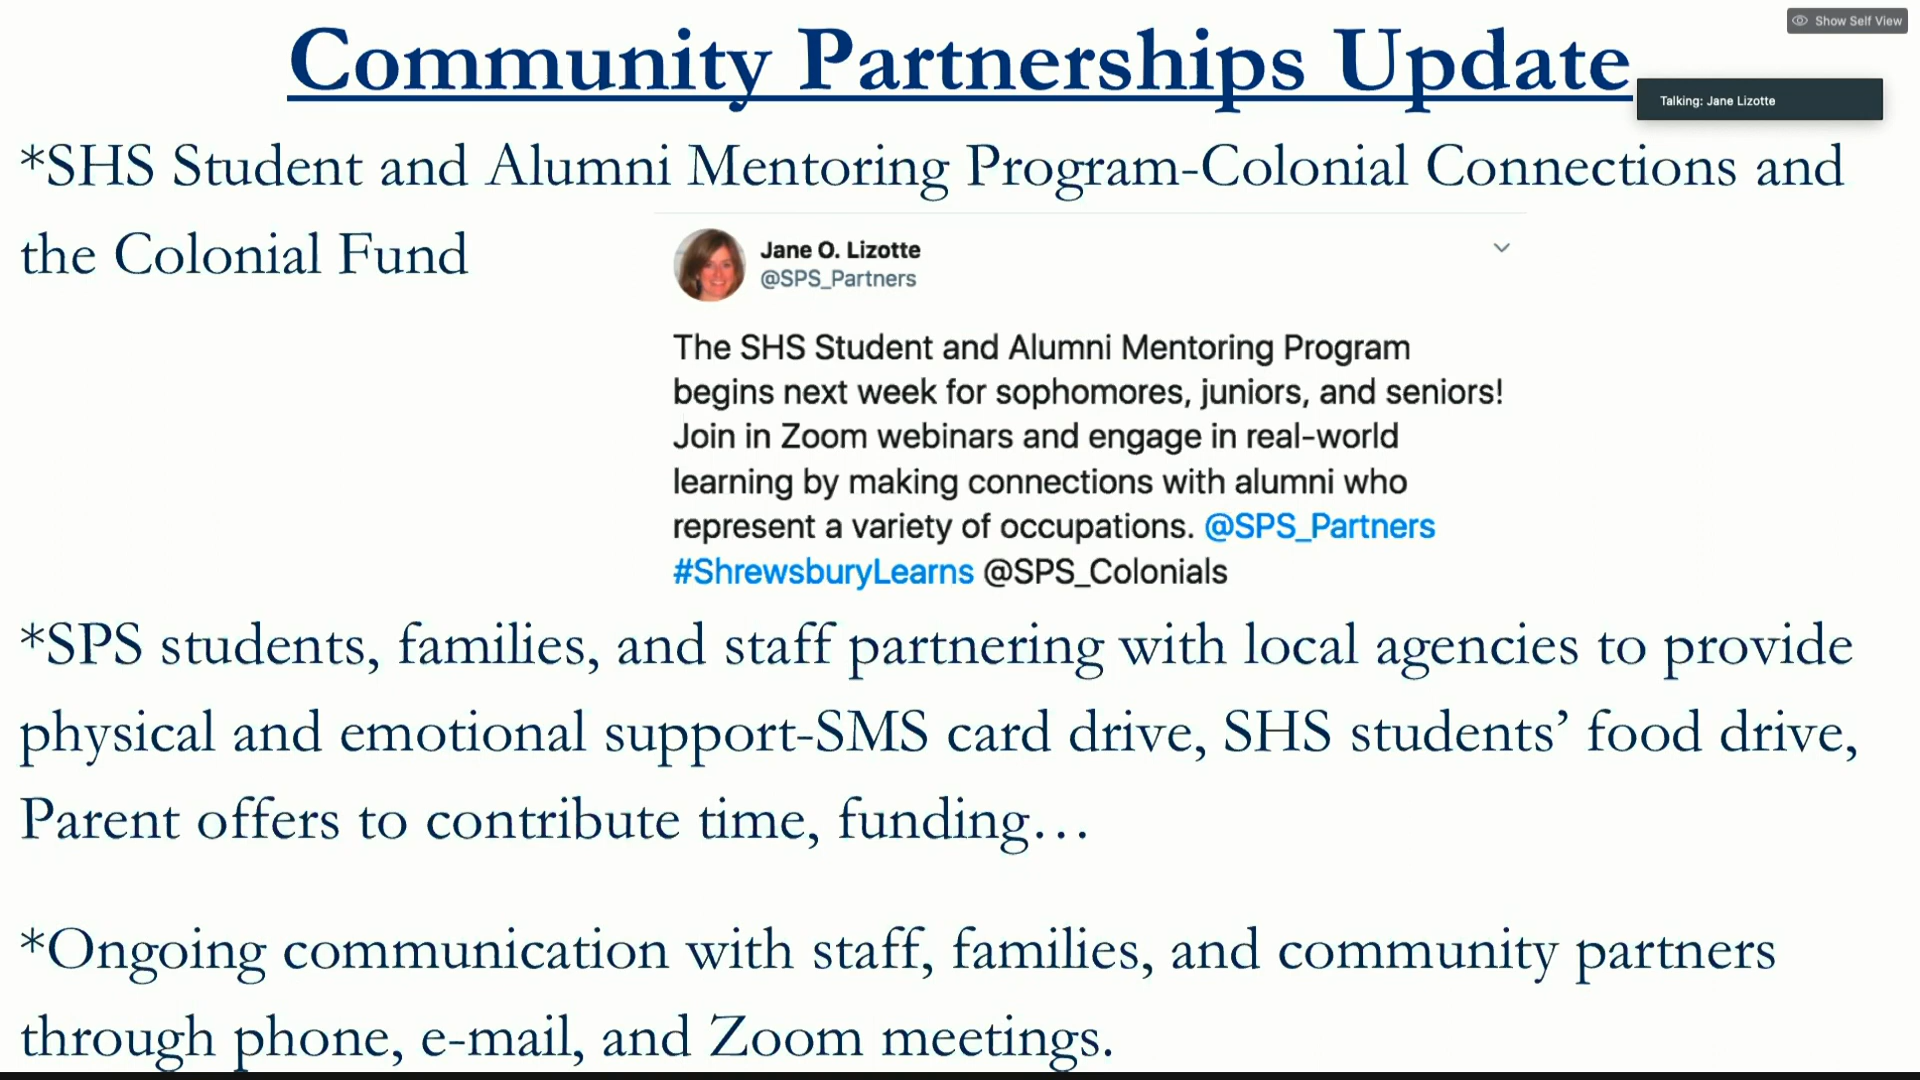 Show Self View
Community Partnerships Update
Talking: Jane Lizotte
*SHS Student and Alumni Mentoring Program-Colonial Connections and
the Colonial Fund
Jane O. Lizotte
@SPS_Partners
The SHS Student and Alumni Mentoring Program
begins next week for sophomores, juniors, and seniors!
Join in Zoom webinars and engage in real-world
learning by making connections with alumni who
represent a variety of occupations. @SPS_Partners
#ShrewsburyLearns @SPS_Colonials
*SPS students, families, and staff partnering with local agencies to provide
physical and emotional support-SMS card drive, SHS students’ food drive,
Parent offers to contribute time, funding…
*Ongoing communication with staff, families, and community partners
through phone, e-mail, and Zoom meetings.